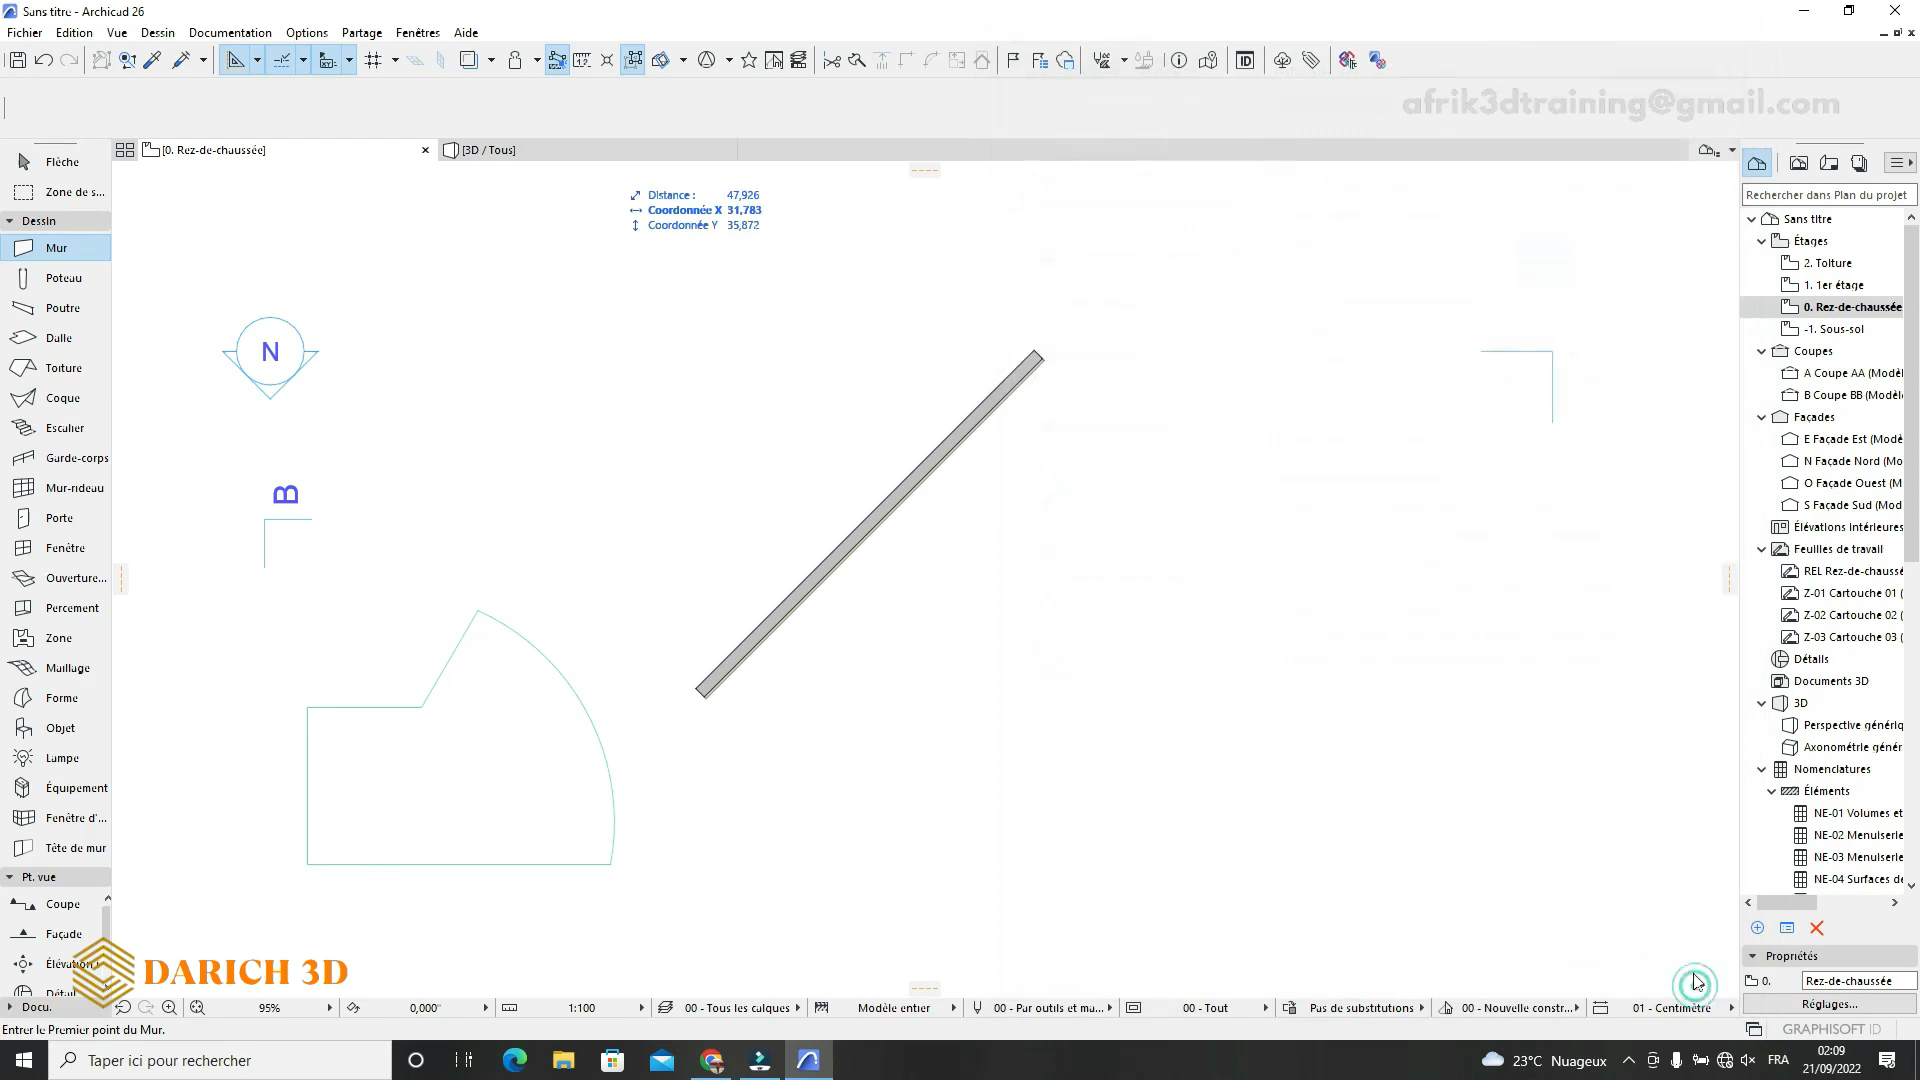 Sans titre - Archicad 26
Fichier Edition Vue Dessin Options Documentation Partage Fenêtres Aide
afrik3dtraining@gmail.com
[0. Rez-de-chaussée]
[3D / Tous]
Distance : 47,926
Coordonnée X 31,783
Coordonnée Y 35,872
Flèche
Zone de s...
Dessin
Mur
Poteau
Poutre
Dalle
Toiture
Coque
Escalier
Garde-corps
Mur-rideau
Porte
Fenêtre
Ouverture...
Percement
Zone
Maillage
Forme
Objet
Lampe
Équipement
Fenêtre d'...
Tête de mur
Pt. vue
Coupe
Façade
Élévation
Docu.
N
B
DARICH 3D
Rechercher dans Plan du projet
Sans titre
Étages
2. Toiture
1. 1er étage
0. Rez-de-chaussée
-1. Sous-sol
Coupes
A Coupe AA (Modèl
B Coupe BB (Modèle
Façades
E Façade Est (Modè
N Façade Nord (Mo
O Façade Ouest (M
S Façade Sud (Mod
Élévations Intérieures
Feuilles de travail
REL Rez-de-chaussé
Z-01 Cartouche 01 (
Z-02 Cartouche 02 (
Z-03 Cartouche 03 (
Détails
Documents 3D
3D
Perspective génériq
Axonométrie génér
Nomenclatures
Éléments
NE-01 Volumes et
NE-02 Menuiserie
NE-03 Menuiserie
NE-04 Surfaces de
Propriétés
0. Rez-de-chaussée
Réglages...
95% 0,000° 1:100 00 - Tous les calques Modèle entier 00 - Par outils et ma... 00 - Tout Pas de substitutions 00 - Nouvelle constr... 01 - Centimètre
Entrer le Premier point du Mur.
GRAPHISOFT ID
Taper ici pour rechercher
23°C Nuageux
FRA
02:09
21/09/2022